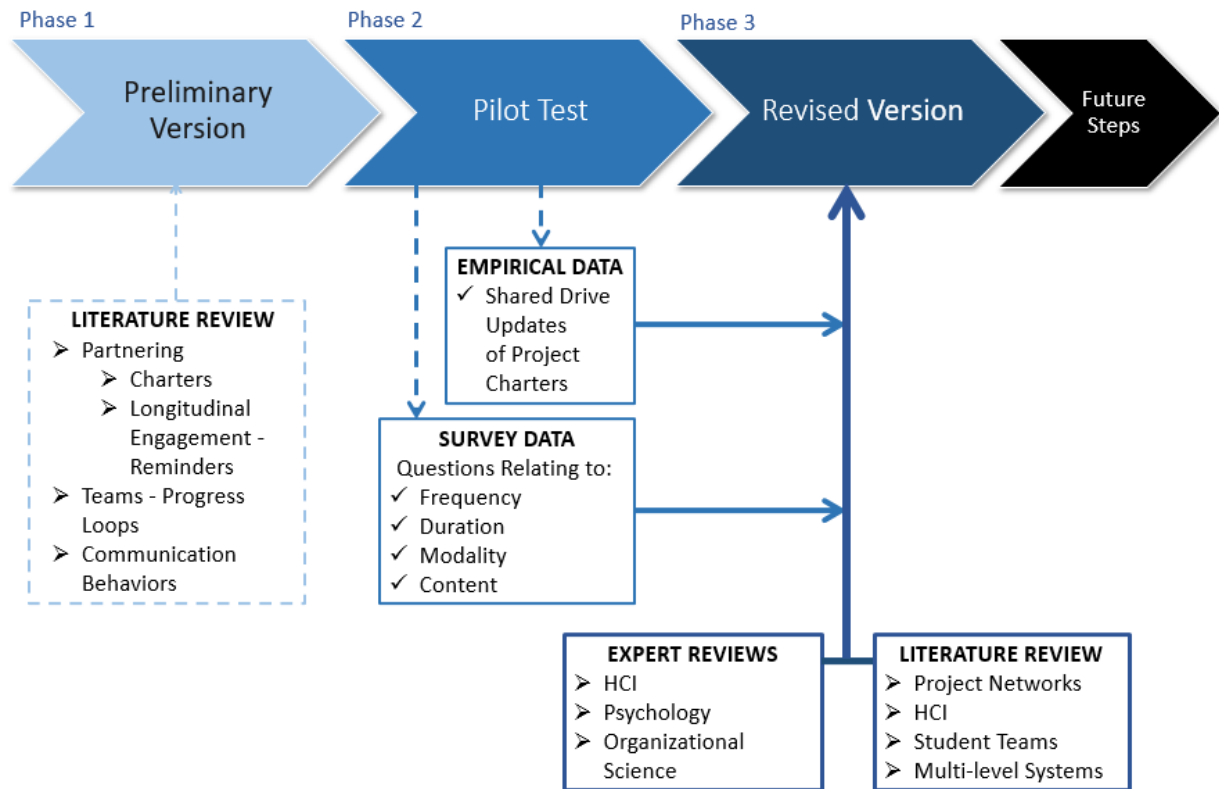 Phase 1
Phase 2
Phase 3
Preliminary
Version
Pilot Test
Revised Version
Future
Steps
LITERATURE REVIEW
➢ Partnering
➢ Charters
➢ Longitudinal
Engagement -
Reminders
➢ Teams - Progress
Loops
➢ Communication
Behaviors
EMPIRICAL DATA
✓ Shared Drive
Updates
of Project
Charters
SURVEY DATA
Questions Relating to:
✓ Frequency
✓ Duration
✓ Modality
✓ Content
EXPERT REVIEWS
➢ HCI
➢ Psychology
➢ Organizational
Science
LITERATURE REVIEW
➢ Project Networks
➢ HCI
➢ Student Teams
➢ Multi-level Systems